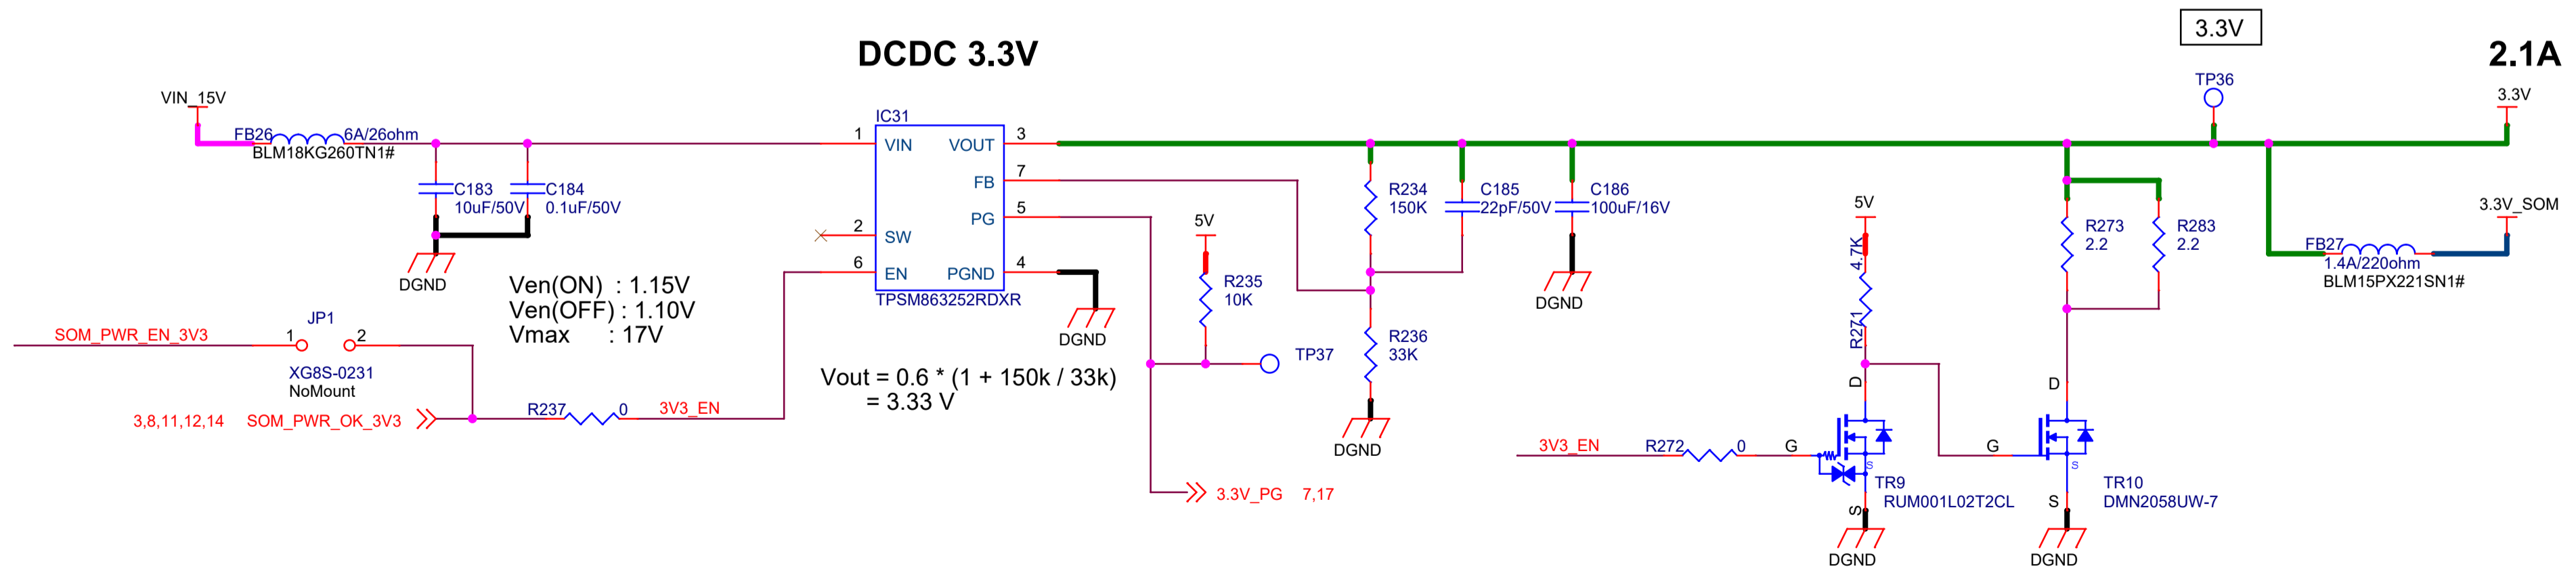 DCDC 3.3V
3.3V
2.1A
VIN_15V
FB26
6A/26ohm
BLM18KG260TN1#
C183
10uF/50V
C184
0.1uF/50V
DGND
IC31
1
VIN
VOUT
3
FB
7
PG
5
2
SW
6
EN
PGND
4
TPSM863252RDXR
DGND
Ven(ON) : 1.15V
Ven(OFF) : 1.10V
Vmax : 17V
SOM_PWR_EN_3V3
JP1
1
2
XG8S-0231
NoMount
3,8,11,12,14 SOM_PWR_OK_3V3
R237
0
3V3_EN
Vout = 0.6 * (1 + 150k / 33k)
= 3.33 V
5V
R235
10K
TP37
3.3V_PG 7,17
R234
150K
C185
22pF/50V
C186
100uF/16V
DGND
R236
33K
DGND
3V3_EN
R272
0
5V
4.7K
R271
D
G
S
S
TR9
RUM001L02T2CL
DGND
R273
2.2
R283
2.2
D
G
S
S
TR10
DMN2058UW-7
DGND
TP36
3.3V
3.3V_SOM
FB27
1.4A/220ohm
BLM15PX221SN1#